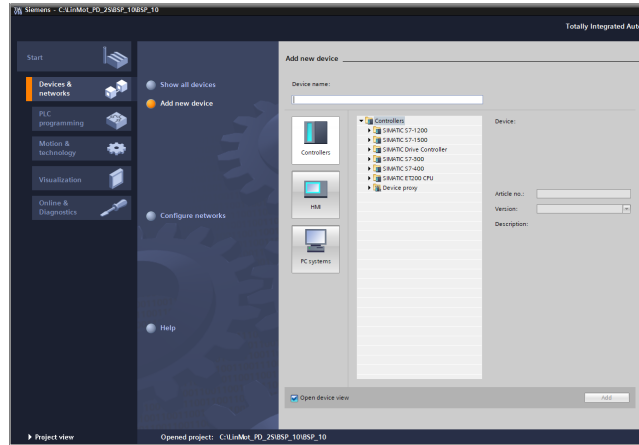 Siemens - C:\LinMot_PD_2S\BSP_10\BSP_10
Totally Integrated Aut
Start
Devices &
networks
PLC
programming
Motion &
technology
Visualization
Online &
Diagnostics
Show all devices
Add new device
Configure networks
Help
Add new device
Device name:
Controllers
HMI
PC systems
Controllers
SIMATIC S7-1200
SIMATIC S7-1500
SIMATIC Drive Controller
SIMATIC S7-300
SIMATIC S7-400
SIMATIC ET200 CPU
Device proxy
Device:
Article no.:
Version:
Description:
Open device view
Add
Project view
Opened project: C:\LinMot_PD_2S\BSP_10\BSP_10